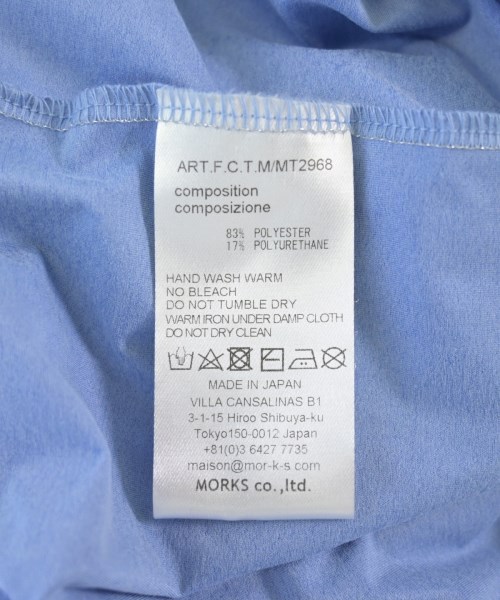 ART.F.C.T.M/MT2968
composition
composizione
83% POLYESTER
17% POLYURETHANE
HAND WASH WARM
NO BLEACH
DO NOT TUMBLE DRY
WARM IRON UNDER DAMP CLOTH
DO NOT DRY CLEAN
MADE IN JAPAN
VILLA CANSALINAS B1
3-1-15 Hiroo Shibuya-ku
Tokyo150-0012 Japan
+81(0)3 6427 7735
maison@mor-k-s.com
MORKS co.,ltd.